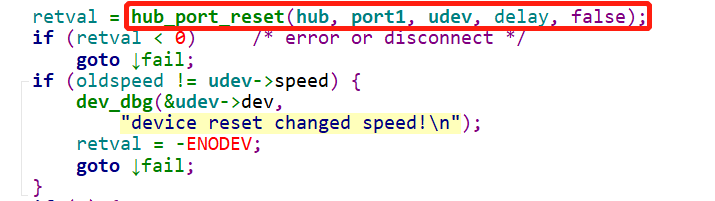 retval = hub_port_reset(hub, port1, udev, delay, false);
if (retval < 0)     /* error or disconnect */
    goto ↓fail;
if (oldspeed != udev->speed) {
    dev_dbg(&udev->dev,
        "device reset changed speed!\n");
    retval = -ENODEV;
    goto ↓fail;
}